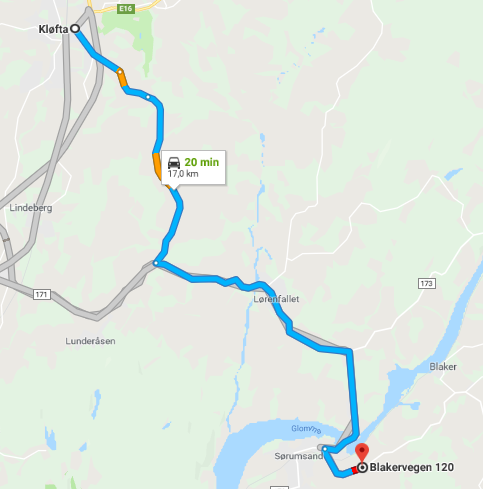 E16
Kløfta
20 min
17,0 km
Lindeberg
171
173
Lørenfallet
Lunderåsen
Blaker
Glomma
Sørumsand
Blakervegen 120